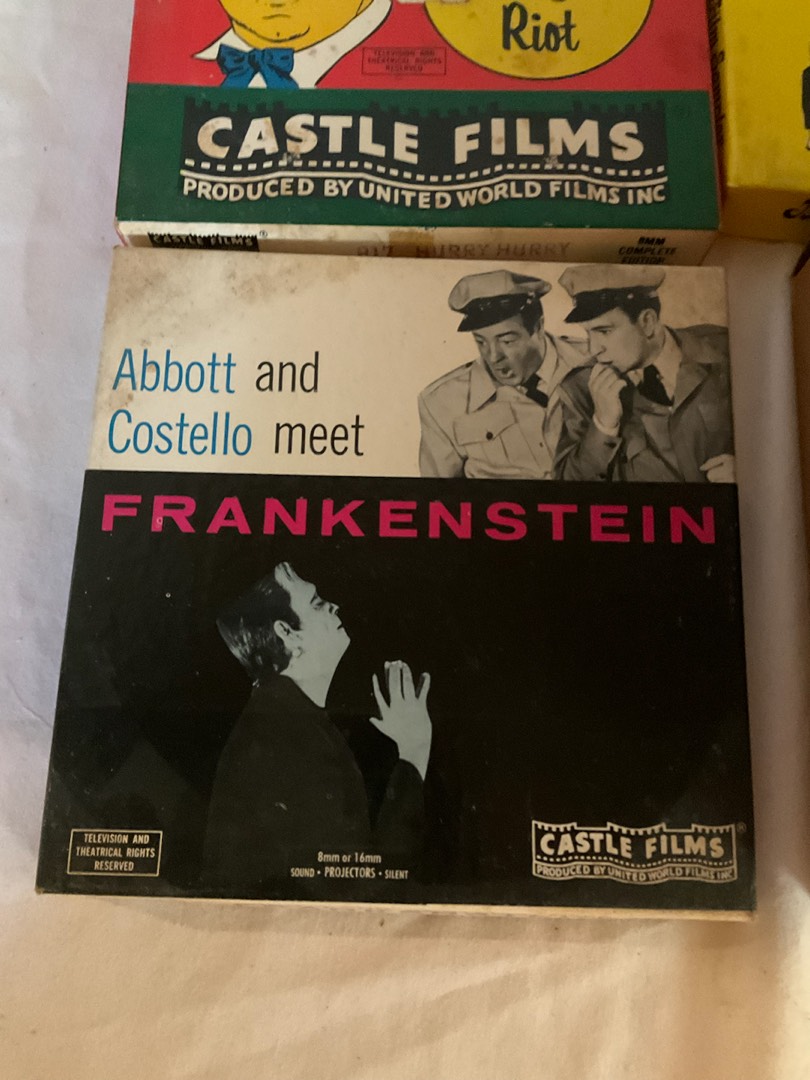 Riot
TELEVISION AND
THEATRICAL RIGHTS
RESERVED
CASTLE FILMS ®
PRODUCED BY UNITED WORLD FILMS INC
CASTLE FILMS ®
817 HURRY HURRY
8MM
COMPLETE
EDITION
Abbott and
Costello meet
FRANKENSTEIN
TELEVISION AND
THEATRICAL RIGHTS
RESERVED
8mm or 16mm
SOUND • PROJECTORS • SILENT
CASTLE FILMS ®
PRODUCED BY UNITED WORLD FILMS INC